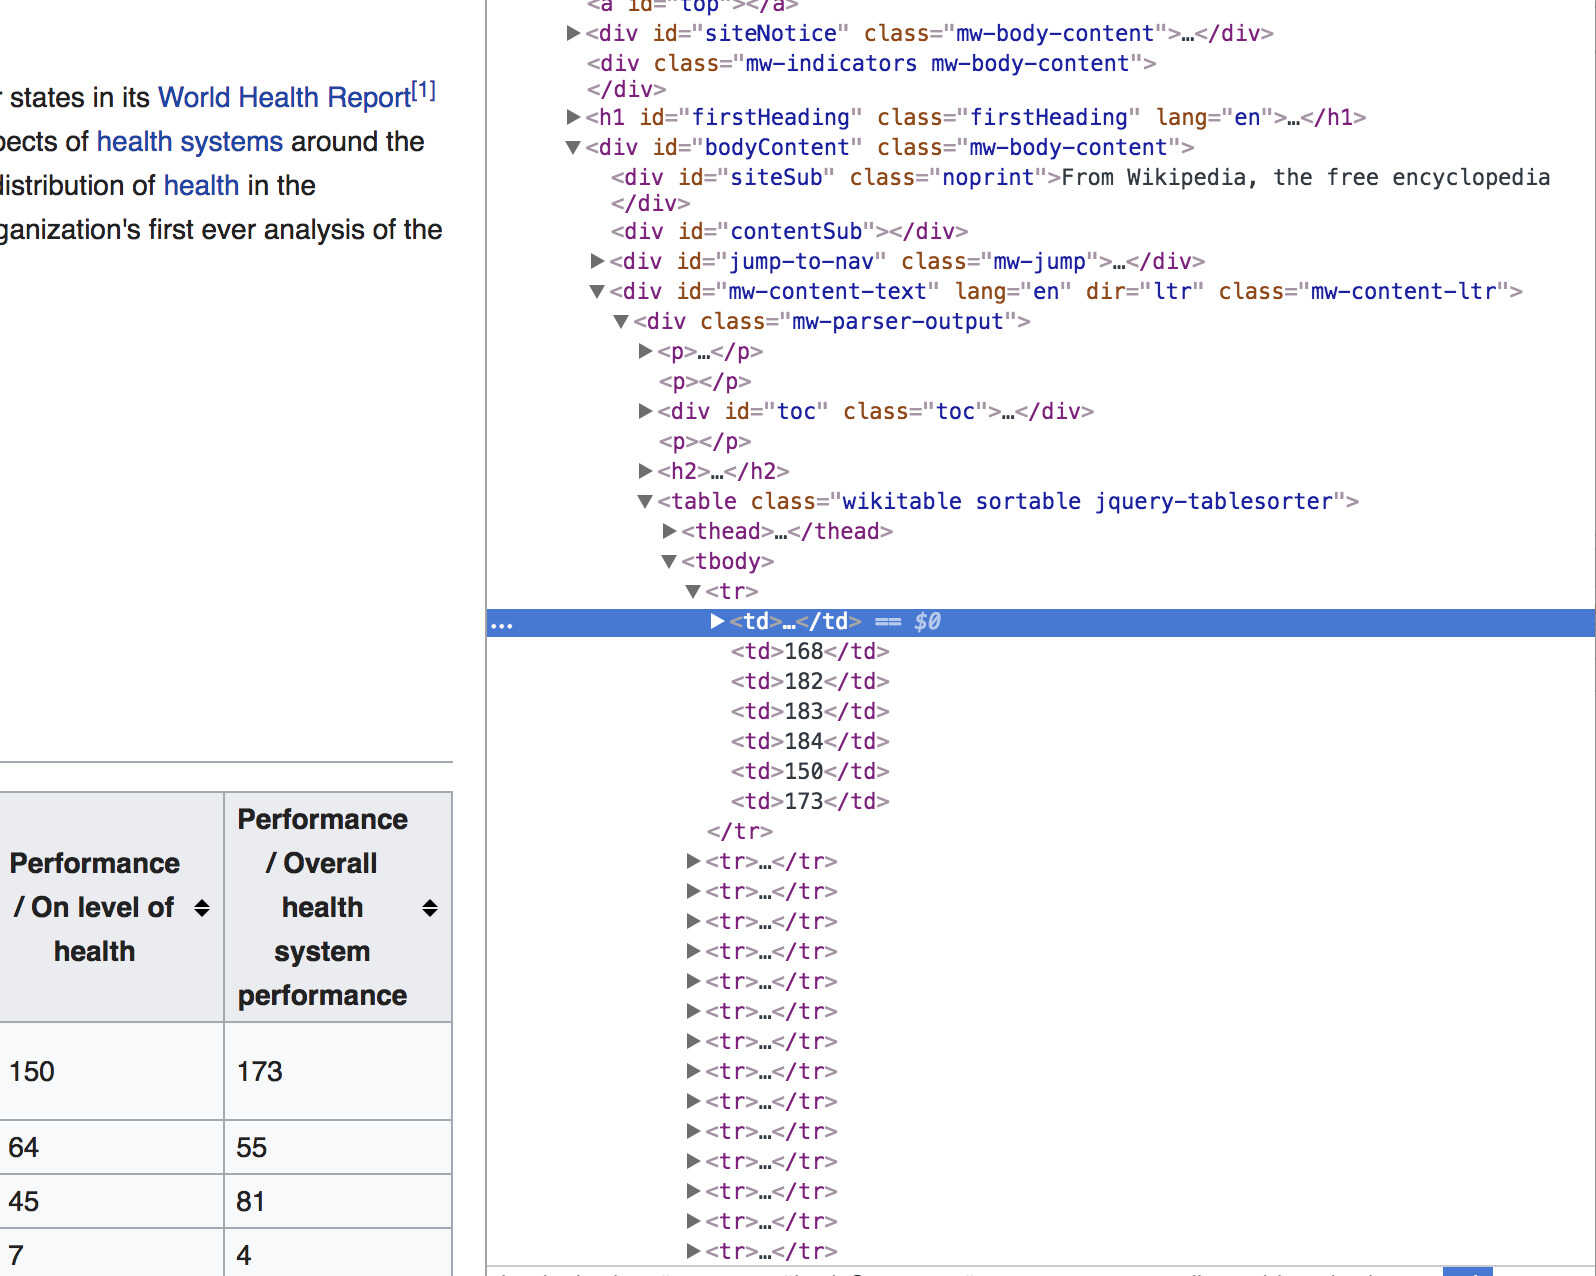 r states in its World Health Report[1]
pects of health systems around the
distribution of health in the
ganization's first ever analysis of the
Performance / On level of health
Performance / Overall health system performance
150 173
64 55
45 81
7 4
<a id="top"></a>
<div id="siteNotice" class="mw-body-content">…</div>
<div class="mw-indicators mw-body-content">
</div>
<h1 id="firstHeading" class="firstHeading" lang="en">…</h1>
<div id="bodyContent" class="mw-body-content">
<div id="siteSub" class="noprint">From Wikipedia, the free encyclopedia
</div>
<div id="contentSub"></div>
<div id="jump-to-nav" class="mw-jump">…</div>
<div id="mw-content-text" lang="en" dir="ltr" class="mw-content-ltr">
<div class="mw-parser-output">
<p>…</p>
<p></p>
<div id="toc" class="toc">…</div>
<p></p>
<h2>…</h2>
<table class="wikitable sortable jquery-tablesorter">
<thead>…</thead>
<tbody>
<tr>
… <td>…</td> == $0
<td>168</td>
<td>182</td>
<td>183</td>
<td>184</td>
<td>150</td>
<td>173</td>
</tr>
<tr>…</tr>
<tr>…</tr>
<tr>…</tr>
<tr>…</tr>
<tr>…</tr>
<tr>…</tr>
<tr>…</tr>
<tr>…</tr>
<tr>…</tr>
<tr>…</tr>
<tr>…</tr>
<tr>…</tr>
<tr>…</tr>
<tr>…</tr>